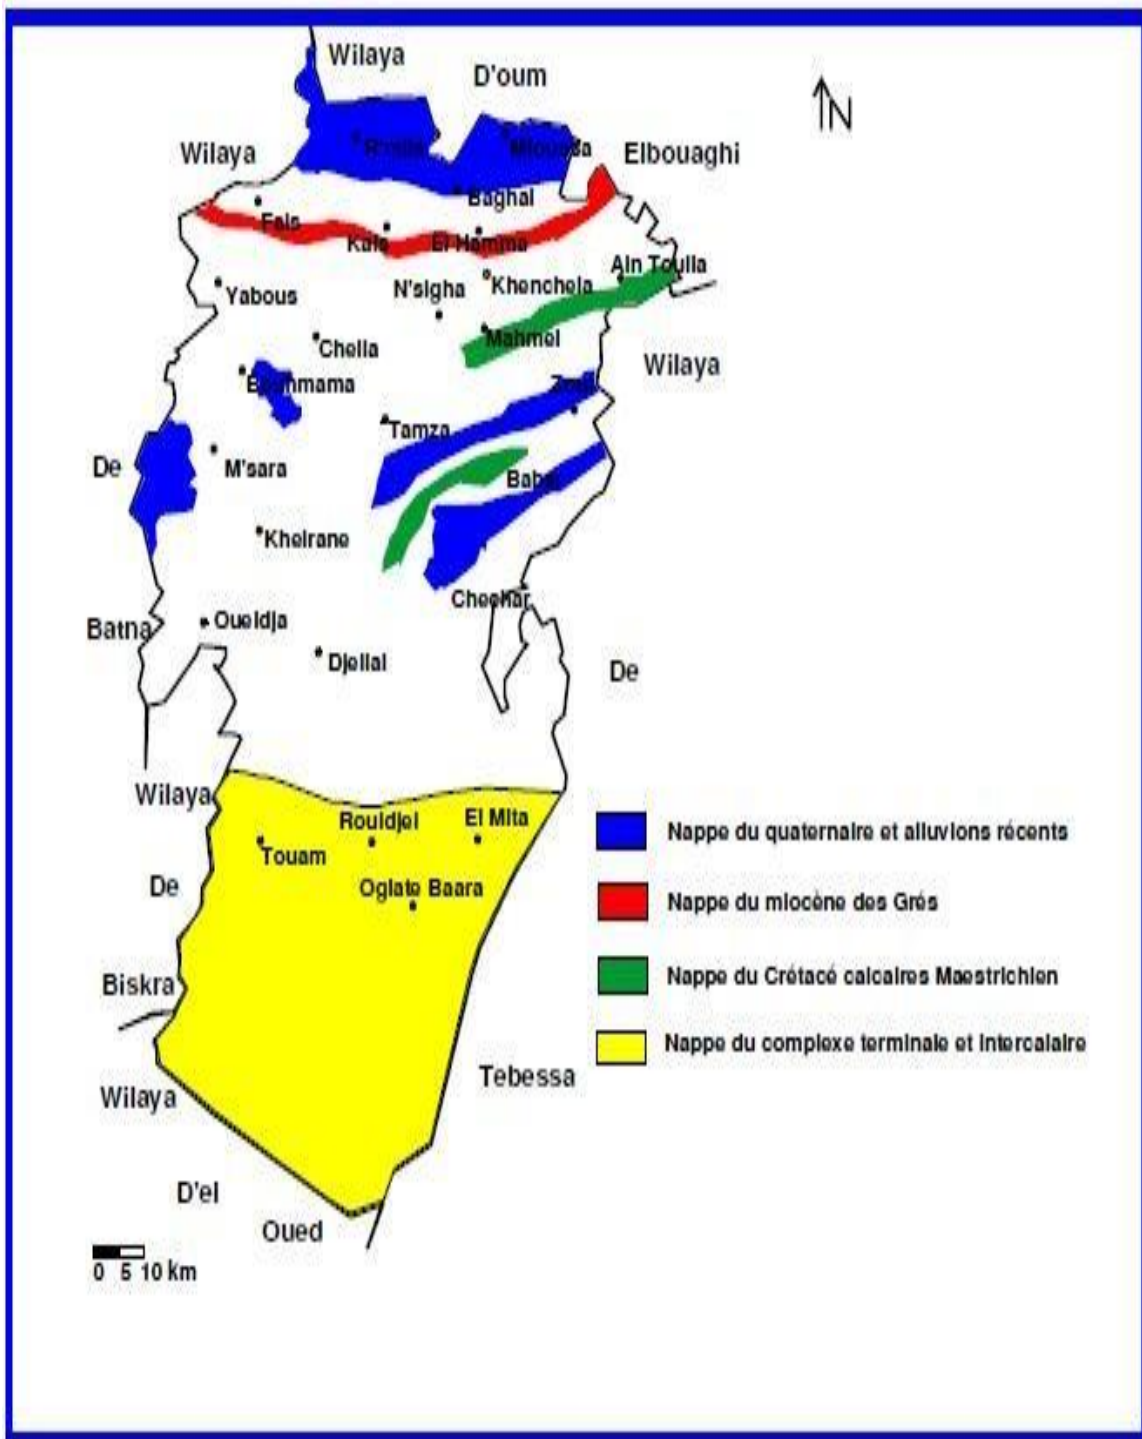 Wilaya
D'oum
N
Wilaya
Elbouaghi
Baghai
Fais
Kais
El Hamma
Ain Touila
Khenchela
N'sigha
Yabous
Mahmel
Chelia
Wilaya
Bouhmama
Tamza
De
M'sara
Babar
Kheirane
Chechar
Batna
Oueldja
Djellal
De
Wilaya
Rouidjel
El Mita
Touam
De
Oglate Baara
Biskra
Wilaya
Tebessa
D'el
Oued
0 5 10 km
Nappe du quaternaire et alluvions récents
Nappe du miocène des Grés
Nappe du Crétacé calcaires Maestrichien
Nappe du complexe terminale et intercalaire